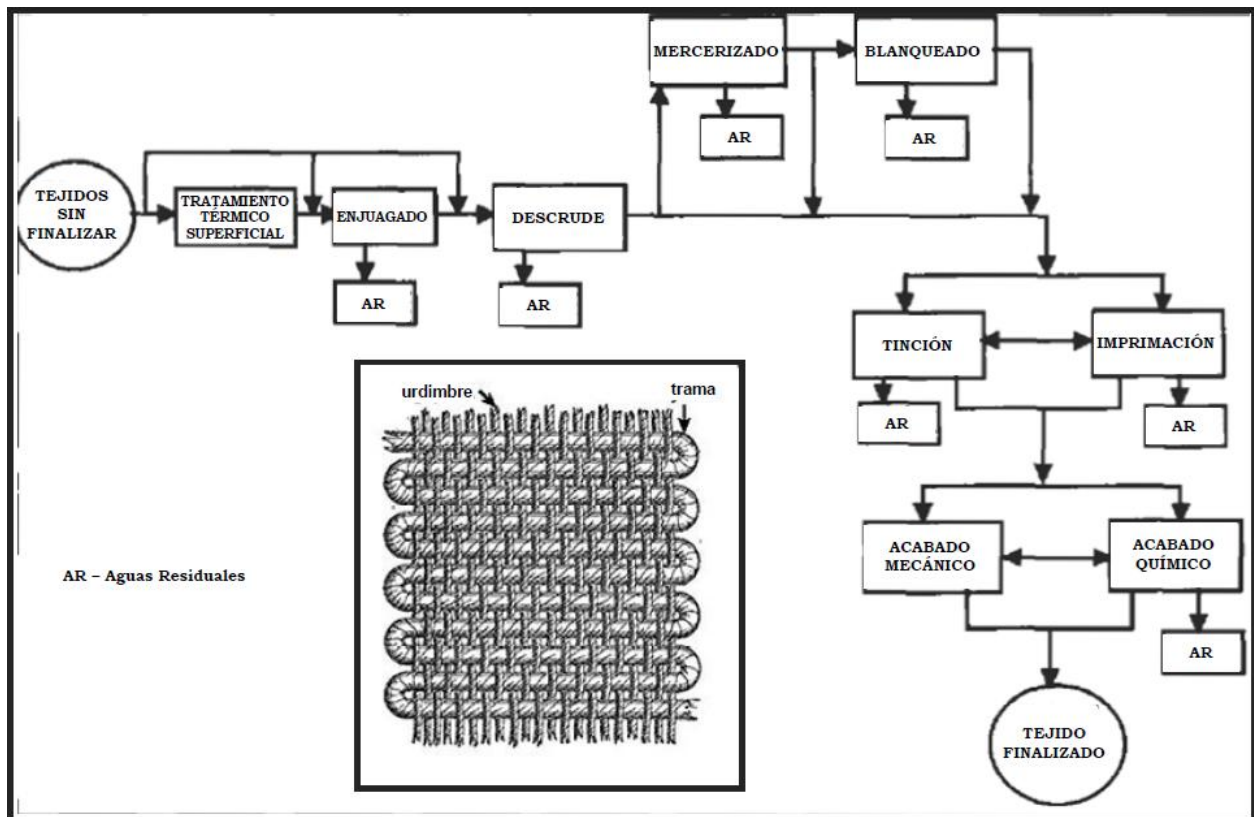 MERCERIZADO
BLANQUEADO
AR
AR
TEJIDOS
SIN
FINALIZAR
TRATAMIENTO
TÉRMICO
SUPERFICIAL
ENJUAGADO
DESCRUDE
AR
AR
TINCIÓN
IMPRIMACIÓN
AR
AR
urdimbre
trama
ACABADO
MECÁNICO
ACABADO
QUÍMICO
AR
AR – Aguas Residuales
TEJIDO
FINALIZADO